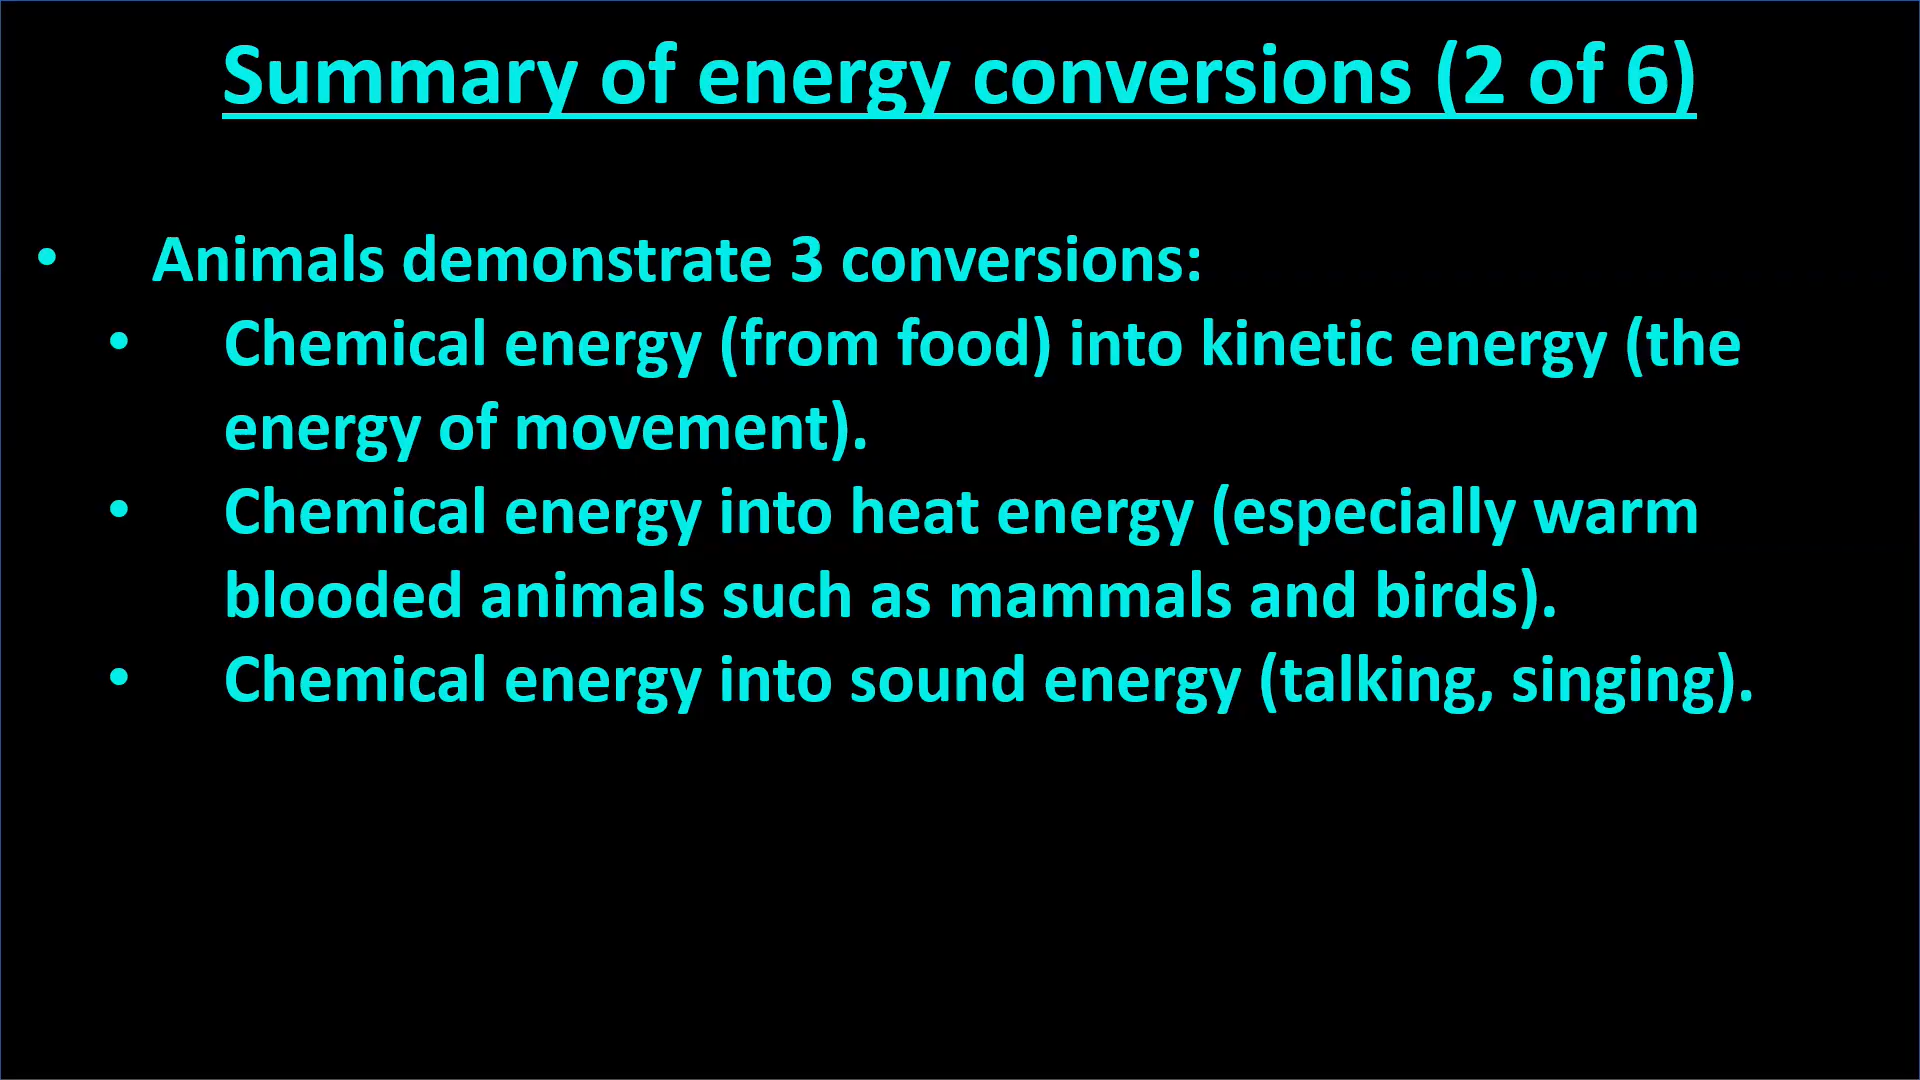 Summary of energy conversions (2 of 6)
• Animals demonstrate 3 conversions:
• Chemical energy (from food) into kinetic energy (the
energy of movement).
• Chemical energy into heat energy (especially warm
blooded animals such as mammals and birds).
• Chemical energy into sound energy (talking, singing).